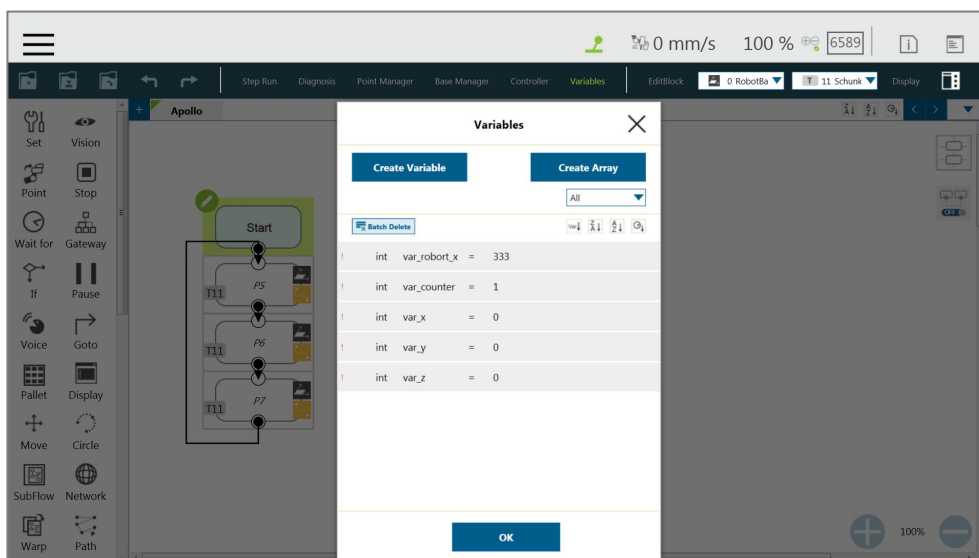 0 mm/s 100 % 6589
Step Run Diagnosis Point Manager Base Manager Controller Variables EditBlock 0 RobotBa T 11 Schunk Display
+ Apollo
Set Vision
Point Stop
Wait for Gateway
If Pause
Voice Goto
Pallet Display
Move Circle
SubFlow Network
Warp Path
Start
P5
T11
P6
T11
P7
T11
Variables
Create Variable Create Array
All
Batch Delete
! int var_robort_x = 333
! int var_counter = 1
! int var_x = 0
! int var_y = 0
! int var_z = 0
OK
OFF
100%